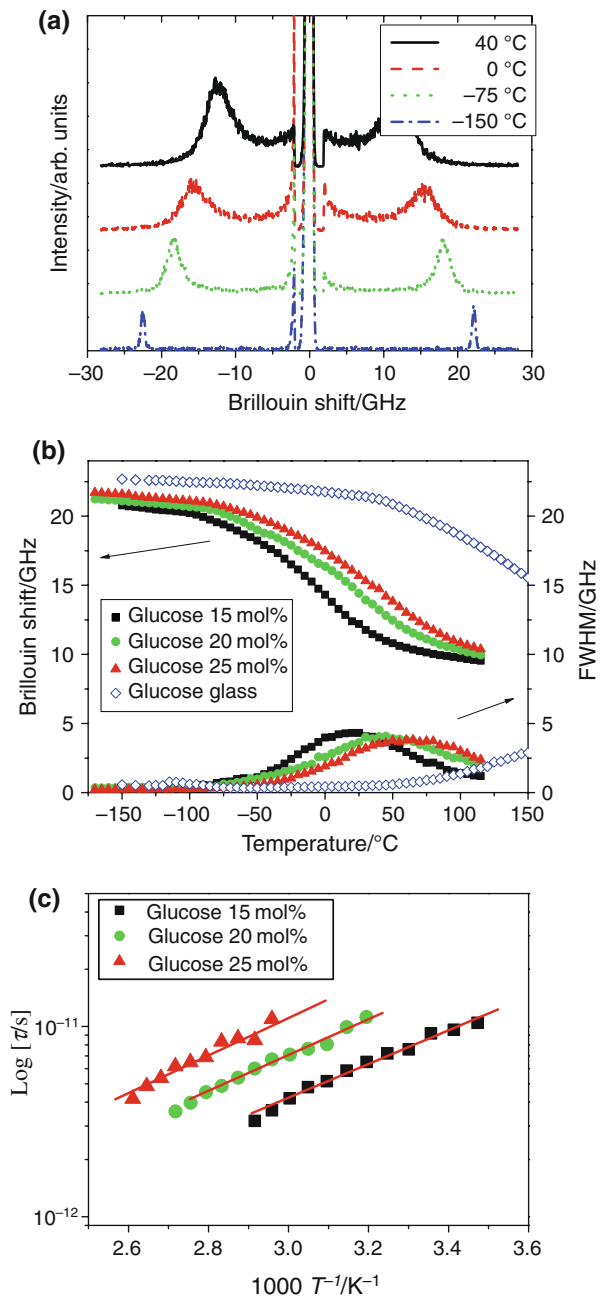 (a)
40 °C
0 °C
−75 °C
−150 °C
Intensity/arb. units
−30 −20 −10 0 10 20 30
Brillouin shift/GHz
(b)
20
15
10
5
0
Brillouin shift/GHz
20
15
10
5
0
FWHM/GHz
Glucose 15 mol%
Glucose 20 mol%
Glucose 25 mol%
Glucose glass
−150 −100 −50 0 50 100 150
Temperature/°C
(c)
Glucose 15 mol%
Glucose 20 mol%
Glucose 25 mol%
10⁻¹¹
10⁻¹²
Log [τ/s]
2.6 2.8 3.0 3.2 3.4 3.6
1000 T⁻¹/K⁻¹